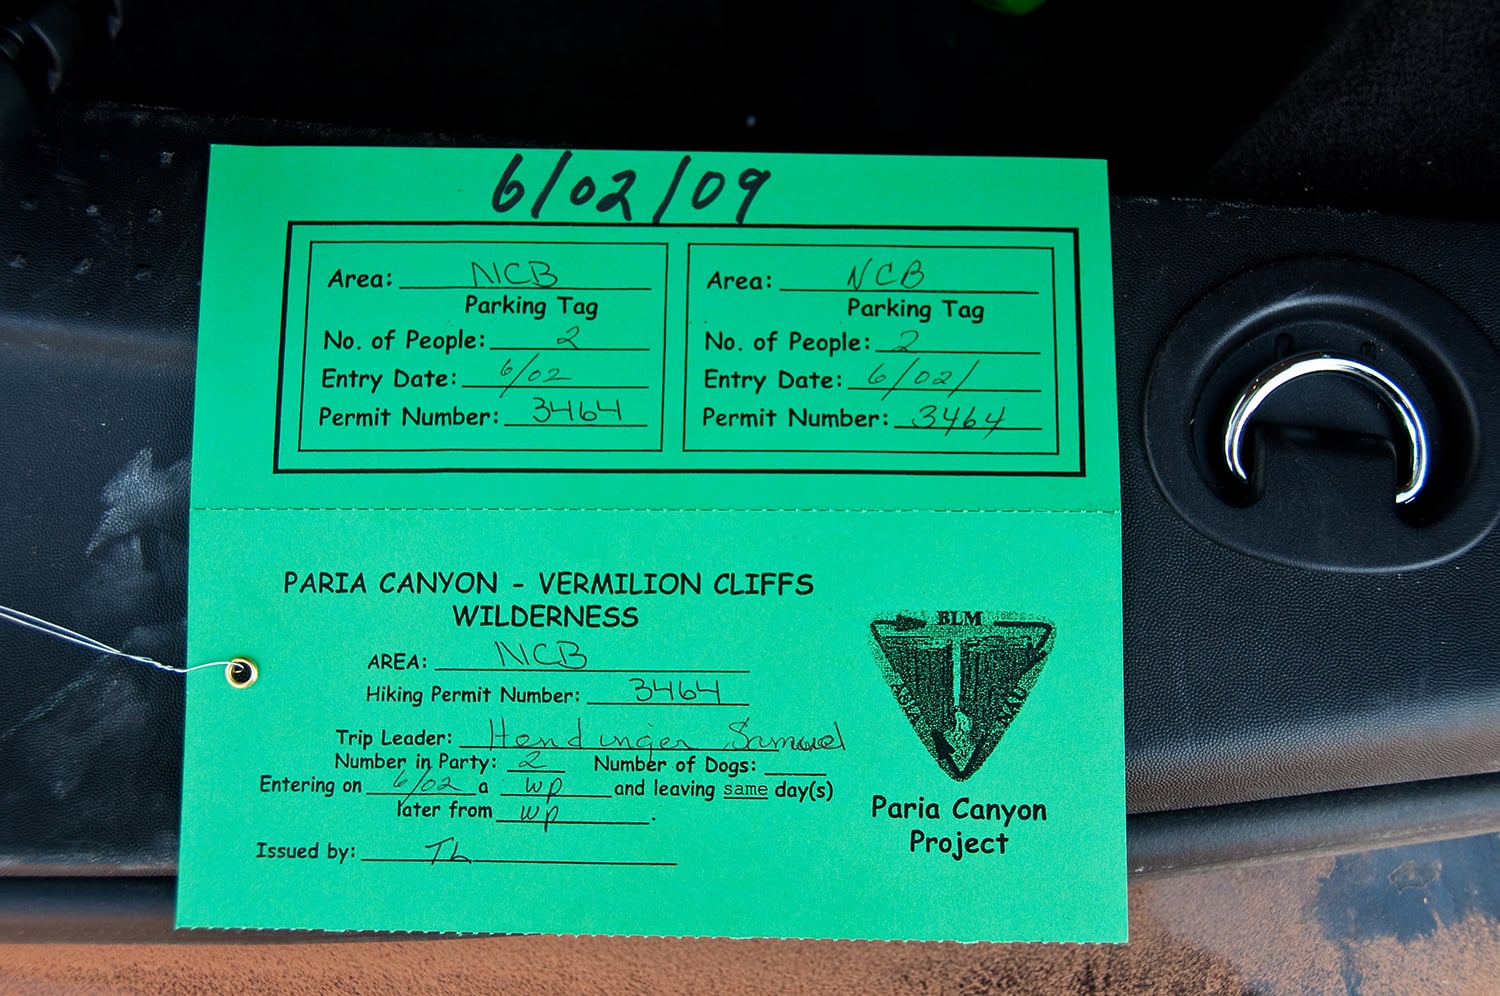 6/02/09
Area: NCB
Parking Tag
No. of People: 2
Entry Date: 6/02
Permit Number: 3464
Area: NCB
Parking Tag
No. of People: 2
Entry Date: 6/02/
Permit Number: 3464
PARIA CANYON - VERMILION CLIFFS
WILDERNESS
AREA: NCB
Hiking Permit Number: 3464
Trip Leader: Hendinger Samuel
Number in Party: 2 Number of Dogs:
Entering on 6/02 a wp and leaving same day(s)
later from wp.
Issued by: TL
BLM
NAU
Paria Canyon
Project